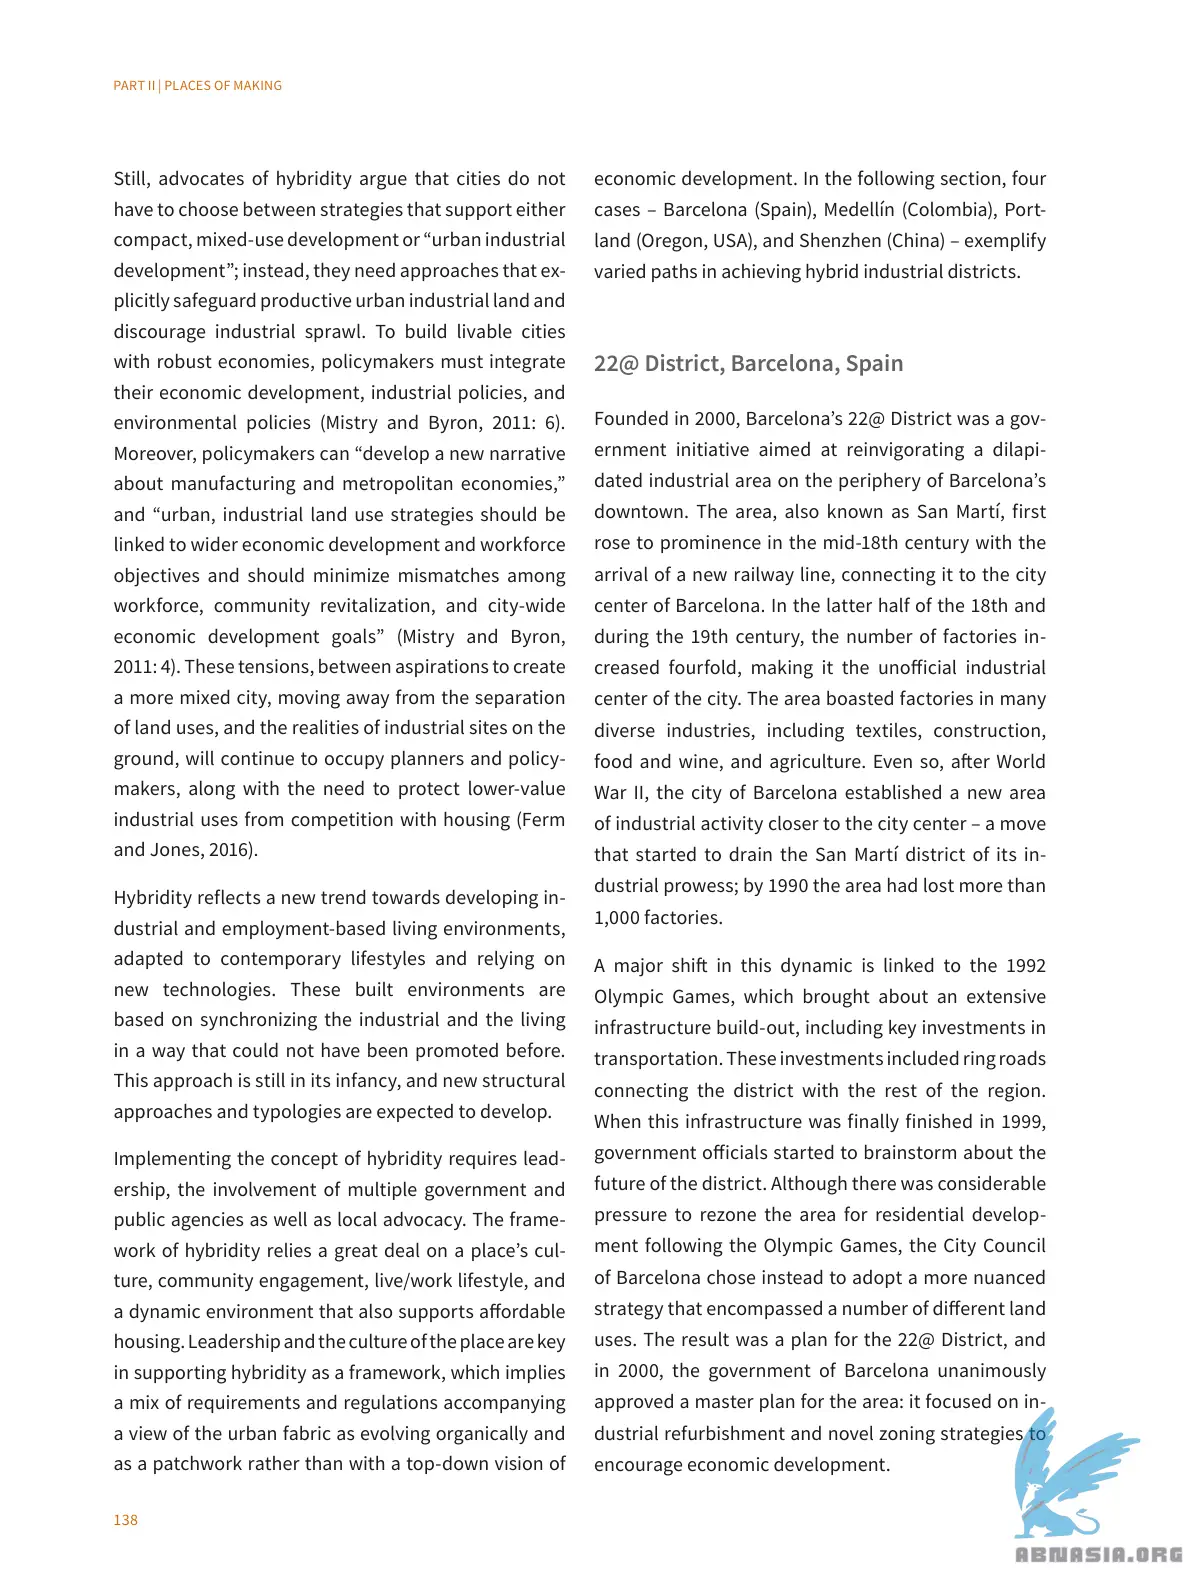 PART II | PLACES OF MAKING
Still, advocates of hybridity argue that cities do not
have to choose between strategies that support either
compact, mixed-use development or “urban industrial
development”; instead, they need approaches that ex-
plicitly safeguard productive urban industrial land and
discourage industrial sprawl. To build livable cities
with robust economies, policymakers must integrate
their economic development, industrial policies, and
environmental policies (Mistry and Byron, 2011: 6).
Moreover, policymakers can “develop a new narrative
about manufacturing and metropolitan economies,”
and “urban, industrial land use strategies should be
linked to wider economic development and workforce
objectives and should minimize mismatches among
workforce, community revitalization, and city-wide
economic development goals” (Mistry and Byron,
2011: 4). These tensions, between aspirations to create
a more mixed city, moving away from the separation
of land uses, and the realities of industrial sites on the
ground, will continue to occupy planners and policy-
makers, along with the need to protect lower-value
industrial uses from competition with housing (Ferm
and Jones, 2016).
Hybridity reflects a new trend towards developing in-
dustrial and employment-based living environments,
adapted to contemporary lifestyles and relying on
new technologies. These built environments are
based on synchronizing the industrial and the living
in a way that could not have been promoted before.
This approach is still in its infancy, and new structural
approaches and typologies are expected to develop.
Implementing the concept of hybridity requires lead-
ership, the involvement of multiple government and
public agencies as well as local advocacy. The frame-
work of hybridity relies a great deal on a place’s cul-
ture, community engagement, live/work lifestyle, and
a dynamic environment that also supports affordable
housing. Leadership and the culture of the place are key
in supporting hybridity as a framework, which implies
a mix of requirements and regulations accompanying
a view of the urban fabric as evolving organically and
as a patchwork rather than with a top-down vision of
economic development. In the following section, four
cases – Barcelona (Spain), Medellín (Colombia), Port-
land (Oregon, USA), and Shenzhen (China) – exemplify
varied paths in achieving hybrid industrial districts.
22@ District, Barcelona, Spain
Founded in 2000, Barcelona’s 22@ District was a gov-
ernment initiative aimed at reinvigorating a dilapi-
dated industrial area on the periphery of Barcelona’s
downtown. The area, also known as San Martí, first
rose to prominence in the mid-18th century with the
arrival of a new railway line, connecting it to the city
center of Barcelona. In the latter half of the 18th and
during the 19th century, the number of factories in-
creased fourfold, making it the unofficial industrial
center of the city. The area boasted factories in many
diverse industries, including textiles, construction,
food and wine, and agriculture. Even so, after World
War II, the city of Barcelona established a new area
of industrial activity closer to the city center – a move
that started to drain the San Martí district of its in-
dustrial prowess; by 1990 the area had lost more than
1,000 factories.
A major shift in this dynamic is linked to the 1992
Olympic Games, which brought about an extensive
infrastructure build-out, including key investments in
transportation. These investments included ring roads
connecting the district with the rest of the region.
When this infrastructure was finally finished in 1999,
government officials started to brainstorm about the
future of the district. Although there was considerable
pressure to rezone the area for residential develop-
ment following the Olympic Games, the City Council
of Barcelona chose instead to adopt a more nuanced
strategy that encompassed a number of different land
uses. The result was a plan for the 22@ District, and
in 2000, the government of Barcelona unanimously
approved a master plan for the area: it focused on in-
dustrial refurbishment and novel zoning strategies to
encourage economic development.
138
ABNASIA.ORG